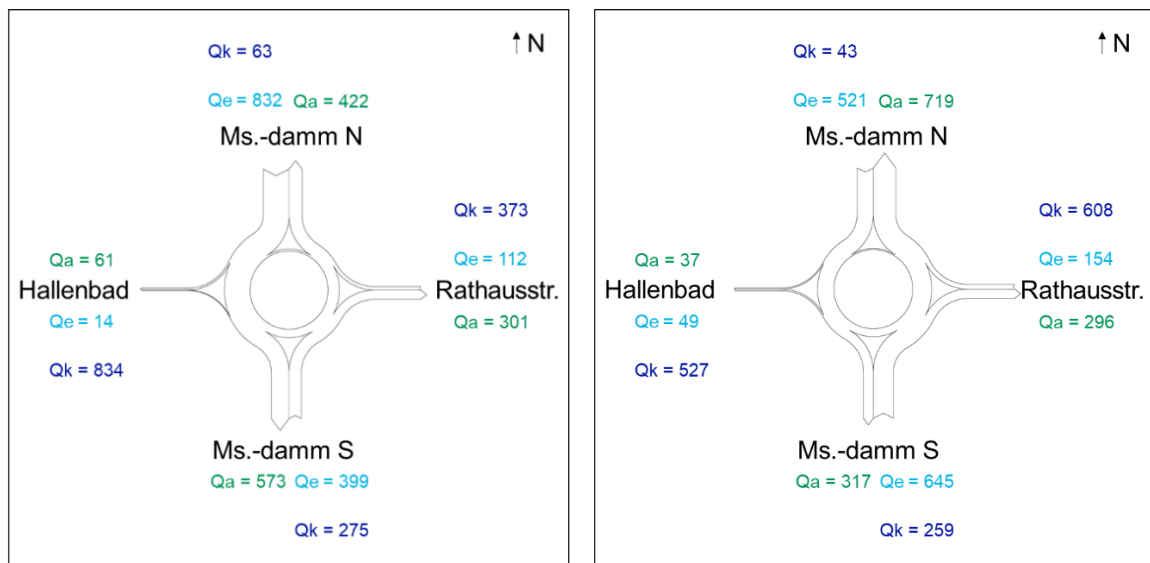 Qk = 63
N
Qe = 832 Qa = 422
Ms.-damm N
Qk = 373
Qa = 61
Qe = 112
Hallenbad
Rathausstr.
Qe = 14
Qa = 301
Qk = 834
Ms.-damm S
Qa = 573 Qe = 399
Qk = 275
Qk = 43
N
Qe = 521 Qa = 719
Ms.-damm N
Qk = 608
Qa = 37
Qe = 154
Hallenbad
Rathausstr.
Qe = 49
Qa = 296
Qk = 527
Ms.-damm S
Qa = 317 Qe = 645
Qk = 259